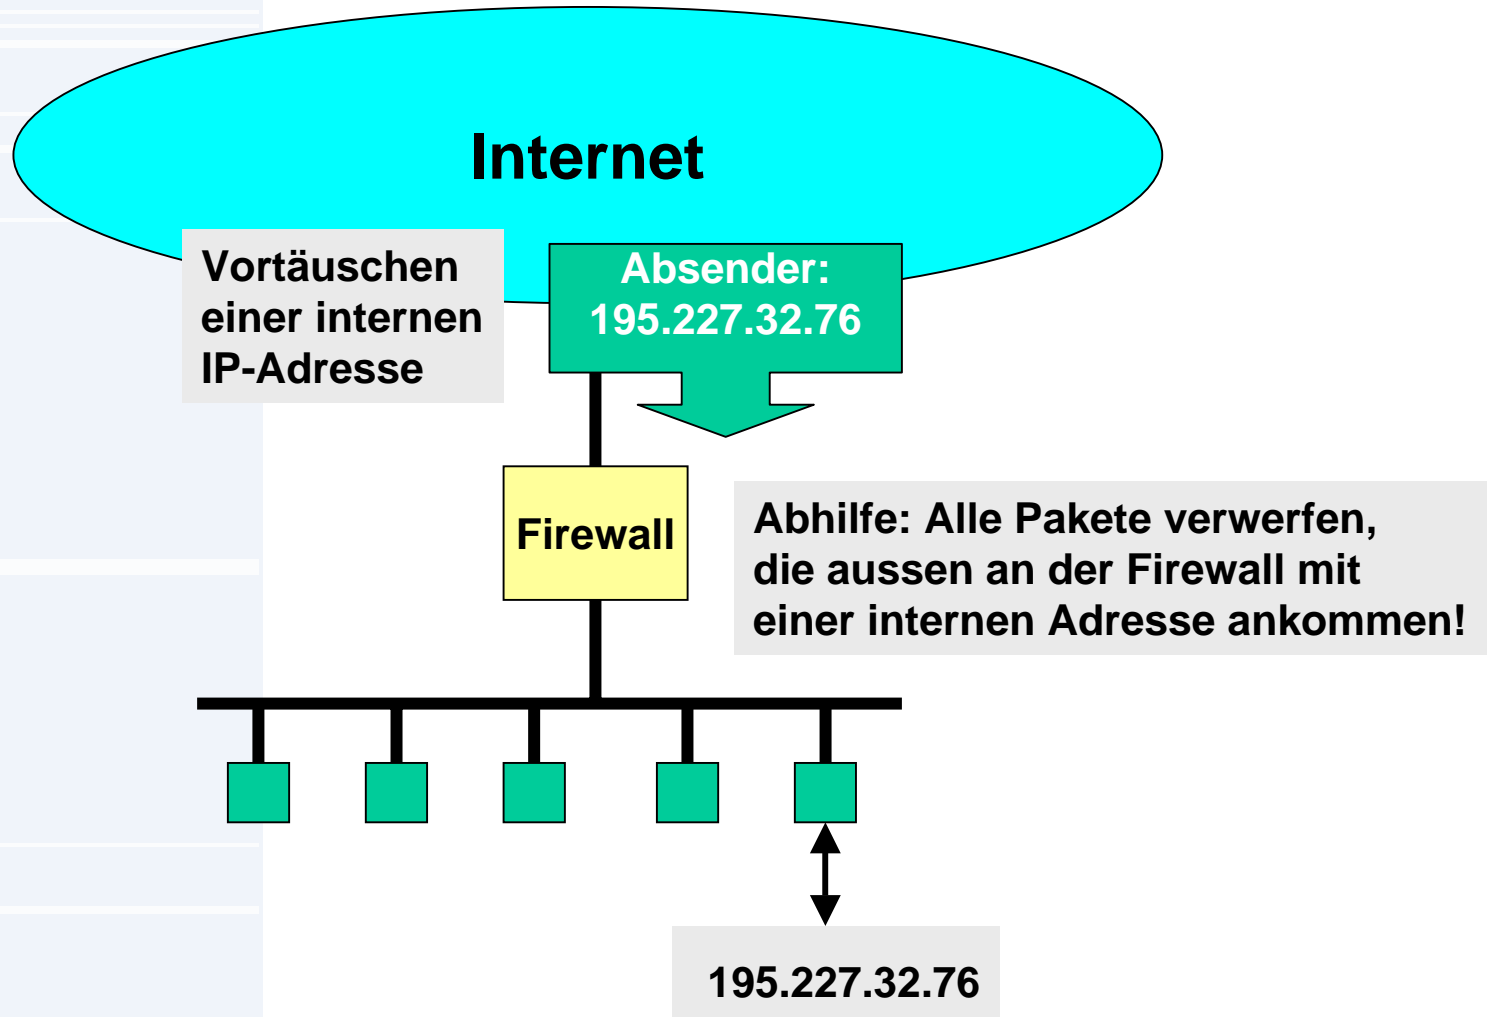 Internet
Vortäuschen
einer internen
IP-Adresse
Absender:
195.227.32.76
Firewall
Abhilfe: Alle Pakete verwerfen,
die aussen an der Firewall mit
einer internen Adresse ankommen!
195.227.32.76